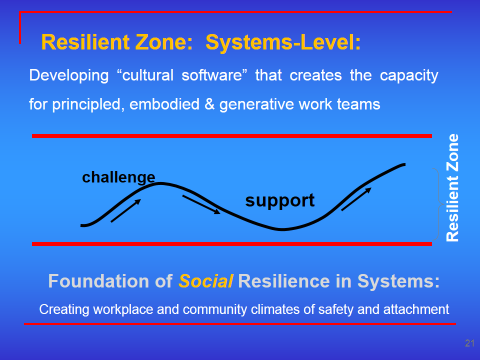 Resilient Zone: Systems-Level:
Developing “cultural software” that creates the capacity
for principled, embodied & generative work teams
challenge
support
Resilient Zone
Foundation of Social Resilience in Systems:
Creating workplace and community climates of safety and attachment
21